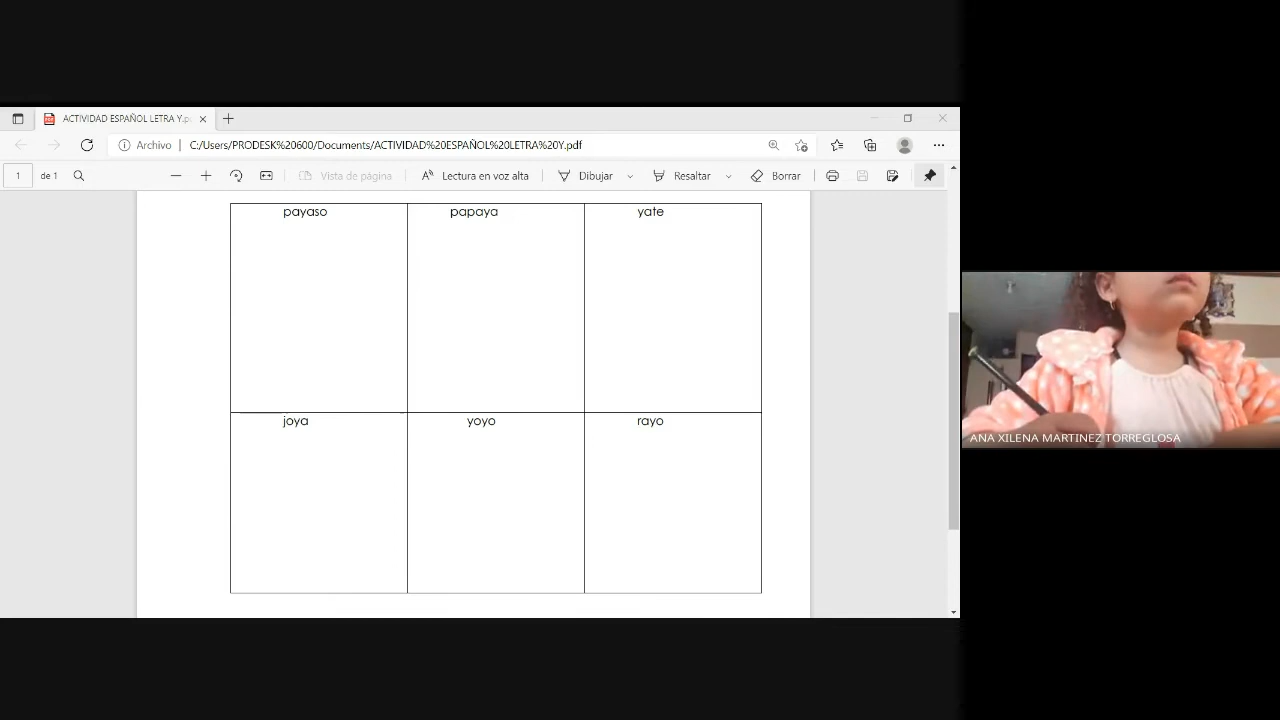 ACTIVIDAD ESPAÑOL LETRA Y.p
Archivo C:/Users/PRODESK%20600/Documents/ACTIVIDAD%20ESPAÑOL%20LETRA%20Y.pdf
1 de 1 Vista de página Lectura en voz alta Dibujar Resaltar Borrar
payaso papaya yate
joya yoyo rayo
ANA XILENA MARTINEZ TORREGLOSA